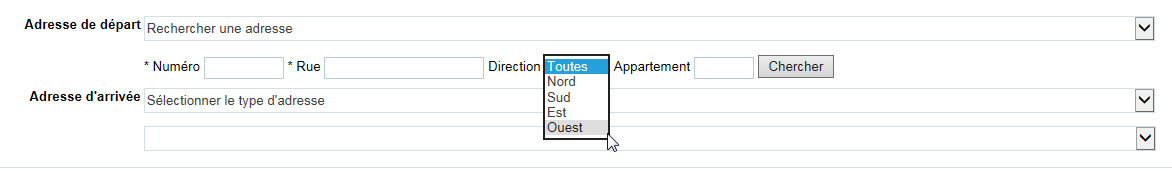 Adresse de départ Rechercher une adresse
* Numéro * Rue Direction Toutes Appartement Chercher
Nord
Sud
Est
Ouest
Adresse d'arrivée Sélectionner le type d'adresse